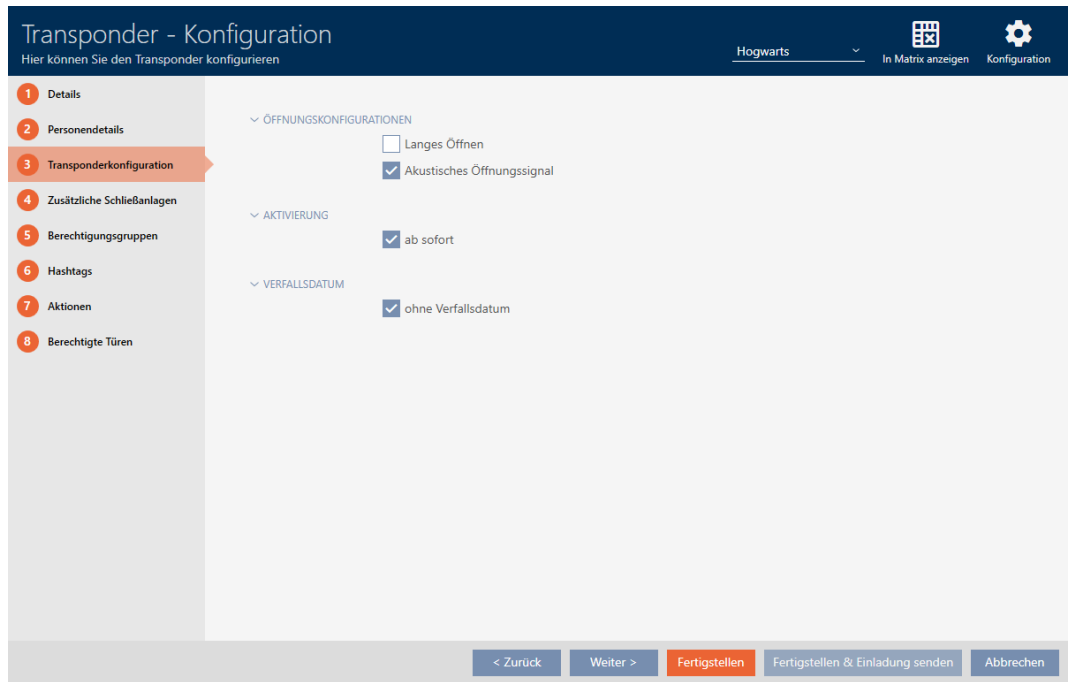 Transponder - Konfiguration
Hier können Sie den Transponder konfigurieren
Hogwarts
In Matrix anzeigen
Konfiguration
1 Details
2 Personendetails
3 Transponderkonfiguration
4 Zusätzliche Schließanlagen
5 Berechtigungsgruppen
6 Hashtags
7 Aktionen
8 Berechtigte Türen
ÖFFNUNGSKONFIGURATIONEN
Langes Öffnen
Akustisches Öffnungssignal
AKTIVIERUNG
ab sofort
VERFALLSDATUM
ohne Verfallsdatum
< Zurück
Weiter >
Fertigstellen
Fertigstellen & Einladung senden
Abbrechen